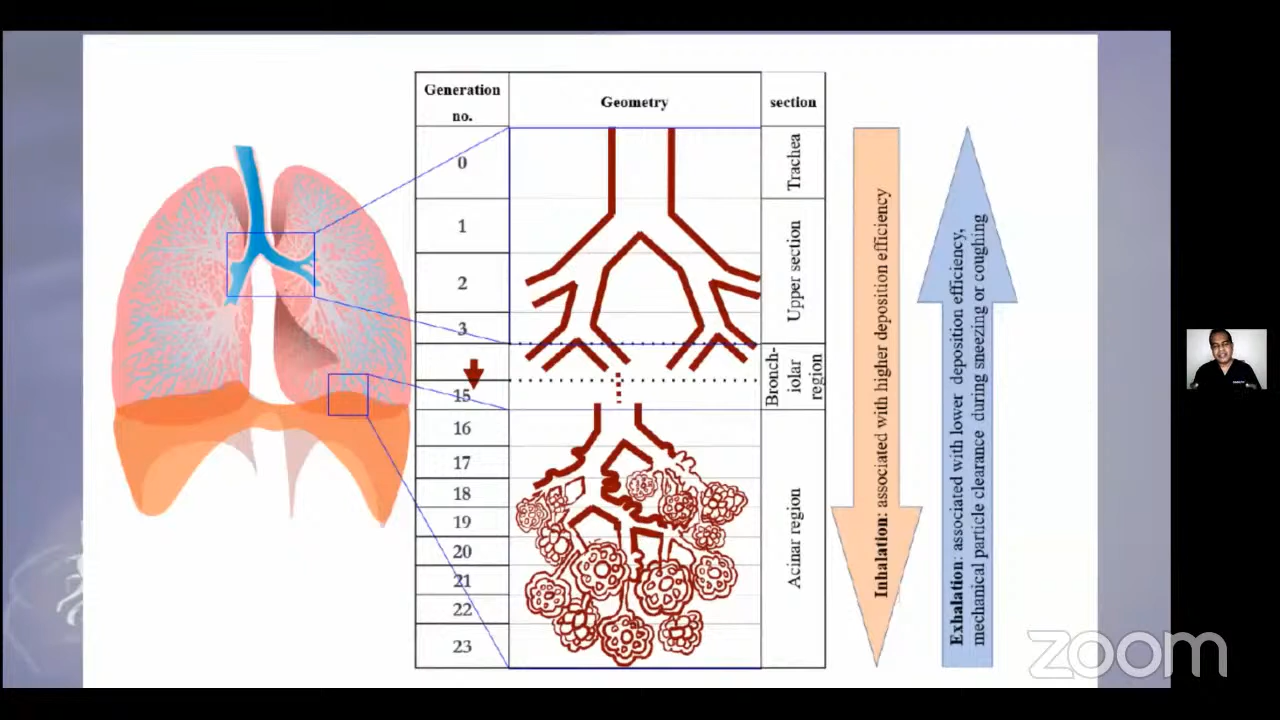 Generation
no.
Geometry
section
0
1
2
3
15
16
17
18
19
20
21
22
23
Trachea
Upper section
Bronch-
iolar
region
Acinar region
Inhalation: associated with higher deposition efficiency
Exhalation: associated with lower deposition efficiency,
mechanical particle clearance during sneezing or coughing
zoom